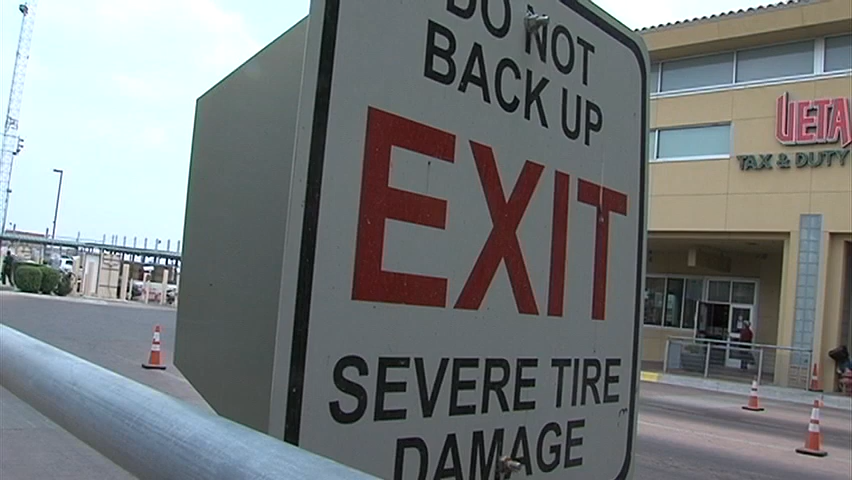 DO NOT
BACK UP
EXIT
SEVERE TIRE
DAMAGE
UETA
TAX & DUTY